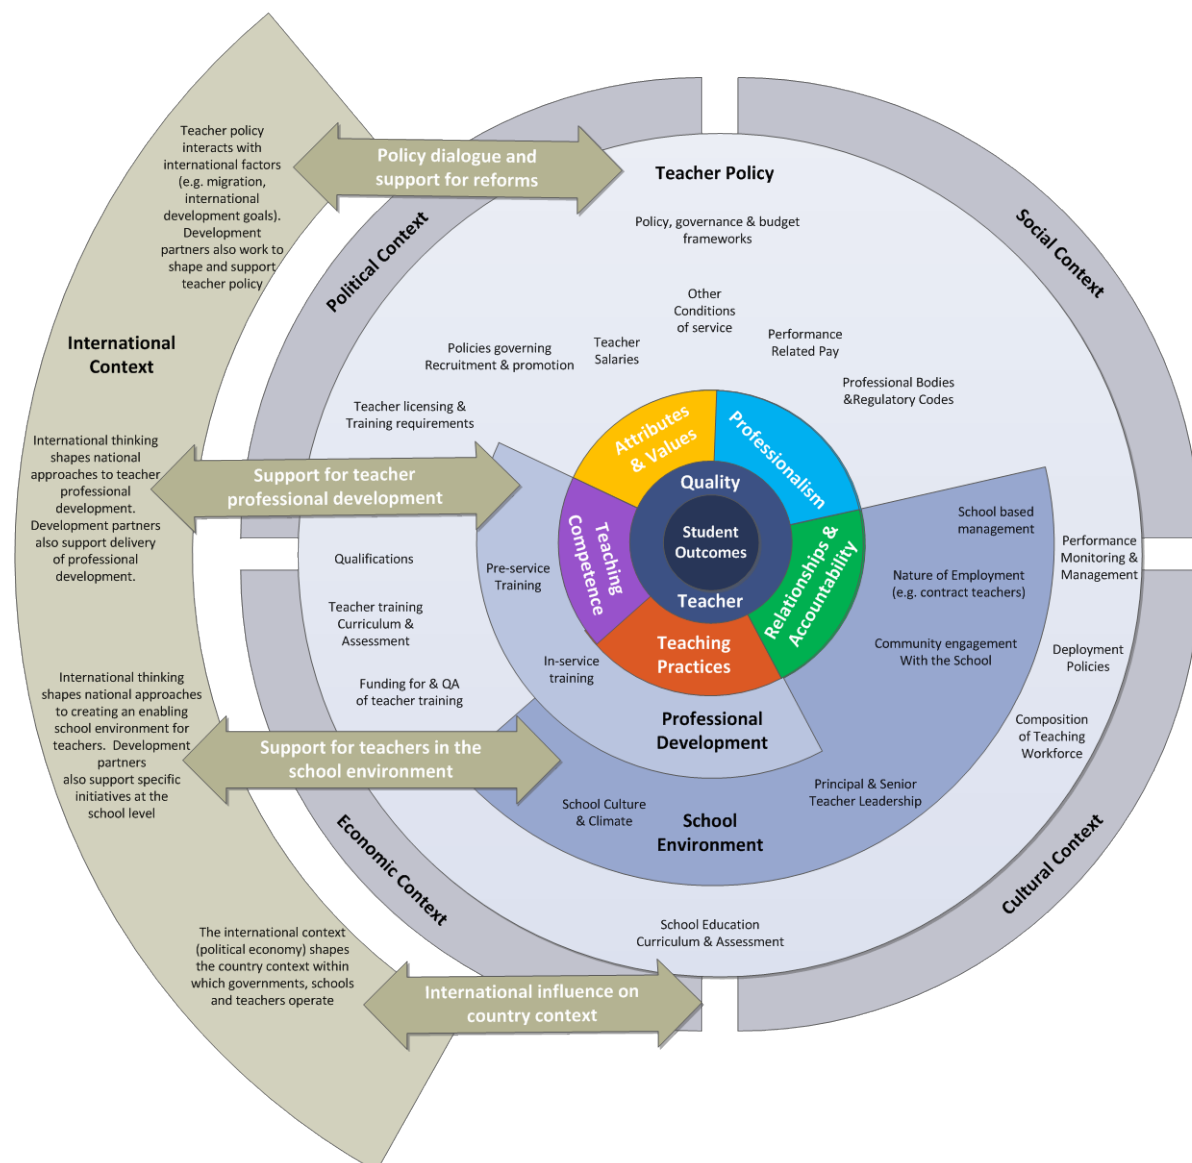 Teacher policy
interacts with
international factors
(e.g. migration,
international
development goals).
Development
partners also work to
shape and support
teacher policy
International
Context
International thinking
shapes national
approaches to teacher
professional
development.
Development partners
also support delivery
of professional
development.
International thinking
shapes national approaches
to creating an enabling
school environment for
teachers. Development
partners
also support specific
initiatives at the
school level
The international context
(political economy) shapes
the country context within
which governments, schools
and teachers operate
Policy dialogue and
support for reforms
Support for teacher
professional development
Support for teachers in the
school environment
International influence on
country context
Political Context
Social Context
Economic Context
Cultural Context
Teacher Policy
Policy, governance & budget
frameworks
Other
Conditions
of service
Teacher
Salaries
Performance
Related Pay
Policies governing
Recruitment & promotion
Professional Bodies
&Regulatory Codes
Teacher licensing &
Training requirements
Qualifications
Teacher training
Curriculum &
Assessment
Funding for & QA
of teacher training
Attributes
& Values
Professionalism
Teaching
Competence
Relationships &
Accountability
Teaching
Practices
Quality
Student
Outcomes
Teacher
Pre-service
Training
In-service
training
Professional
Development
School based
management
Nature of Employment
(e.g. contract teachers)
Community engagement
With the School
Principal & Senior
Teacher Leadership
School Culture
& Climate
School
Environment
Performance
Monitoring &
Management
Deployment
Policies
Composition
of Teaching
Workforce
School Education
Curriculum & Assessment